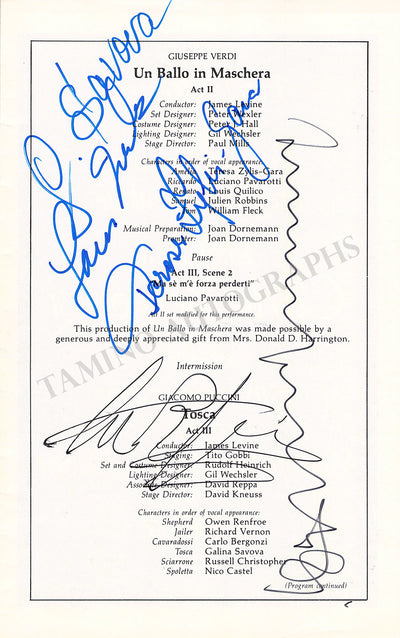 GIUSEPPE VERDI
Un Ballo in Maschera
Act II
Conductor: James Levine
Set Designer: Peter Wexler
Costume Designer: Peter J. Hall
Lighting Designer: Gil Wechsler
Stage Director: Paul Mills
Characters in order of vocal appearance:
Amelia Teresa Zylis-Gara
Riccardo Luciano Pavarotti
Renato Louis Quilico
Samuel Julien Robbins
Tom William Fleck
Musical Preparation: Joan Dornemann
Prompter: Joan Dornemann
Pause
Act III, Scene 2
"Ma sè m'è forza perderti"
Luciano Pavarotti
Act II set modified for this performance.
This production of Un Ballo in Maschera was made possible by a
generous and deeply appreciated gift from Mrs. Donald D. Harrington.
Intermission
GIACOMO PUCCINI
Tosca
Act III
Conductor: James Levine
Staging: Tito Gobbi
Set and Costume Designer: Rudolf Heinrich
Lighting Designer: Gil Wechsler
Associate Designer: David Reppa
Stage Director: David Kneuss
Characters in order of vocal appearance:
Shepherd Owen Renfroe
Jailer Richard Vernon
Cavaradossi Carlo Bergonzi
Tosca Galina Savova
Sciarrone Russell Christopher
Spoletta Nico Castel
(Program continued)
TAMINO AUTOGRAPHS